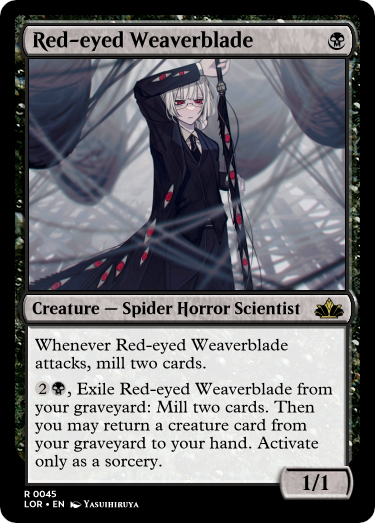 Red-eyed Weaverblade
Creature — Spider Horror Scientist
Whenever Red-eyed Weaverblade
attacks, mill two cards.
2, Exile Red-eyed Weaverblade from
your graveyard: Mill two cards. Then
you may return a creature card from
your graveyard to your hand. Activate
only as a sorcery.
1/1
R 0045
LOR • EN Yasuihiruya